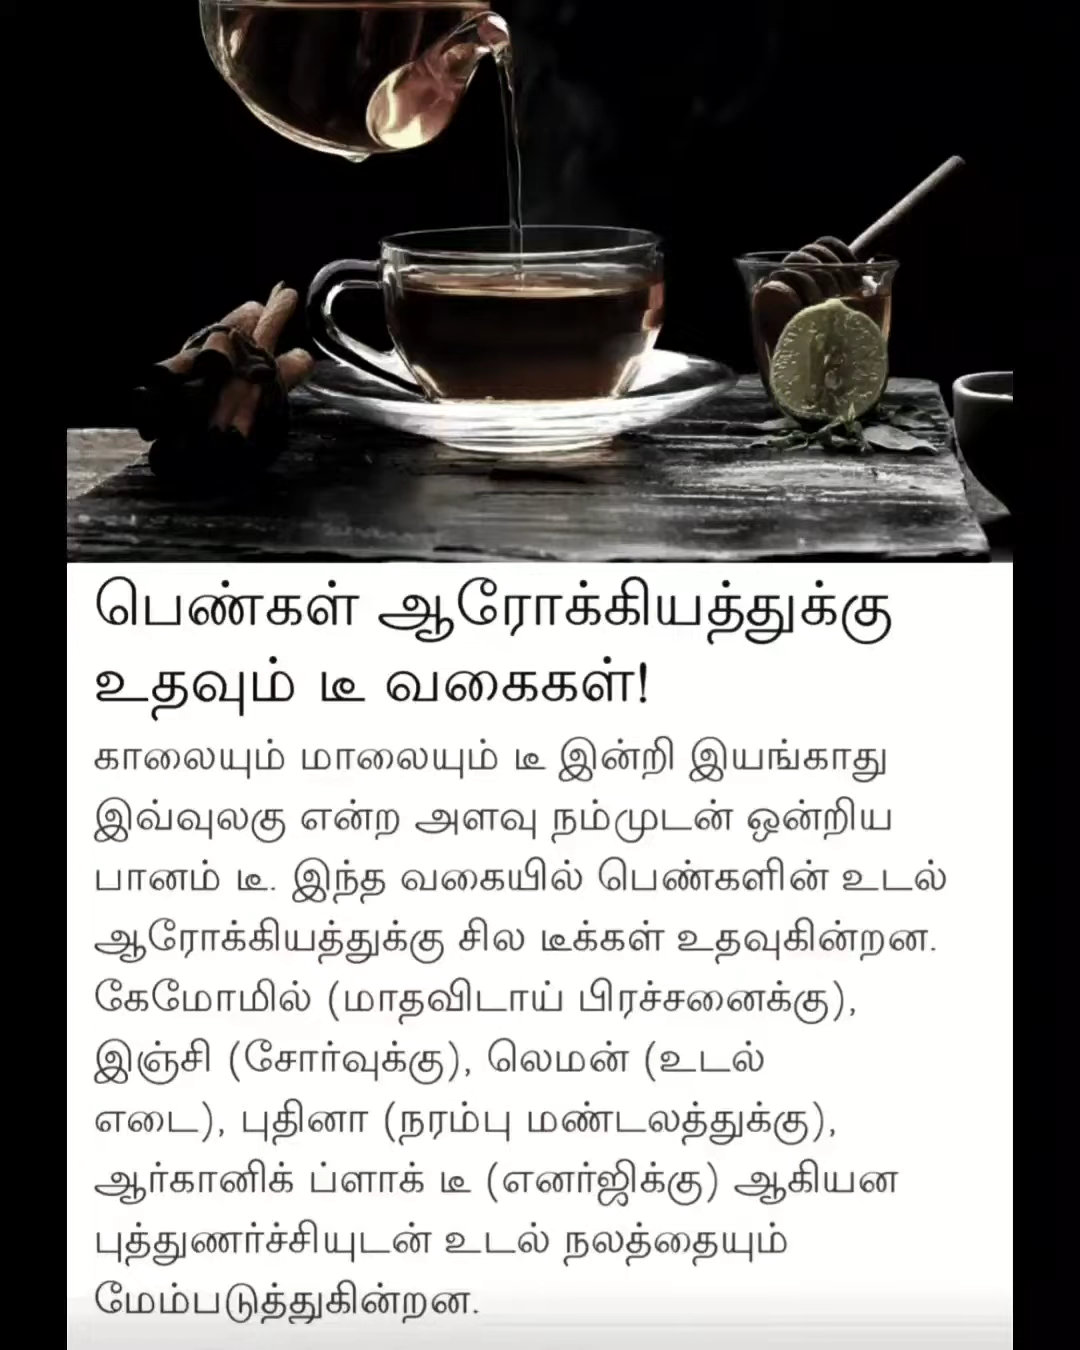 பெண்கள் ஆரோக்கியத்துக்கு
உதவும் டீ வகைகள்!
காலையும் மாலையும் டீ இன்றி இயங்காது
இவ்வுலகு என்ற அளவு நம்முடன் ஒன்றிய
பானம் டீ. இந்த வகையில் பெண்களின் உடல்
ஆரோக்கியத்துக்கு சில டீக்கள் உதவுகின்றன.
கேமோமில் (மாதவிடாய் பிரச்சனைக்கு),
இஞ்சி (சோர்வுக்கு), லெமன் (உடல்
எடை), புதினா (நரம்பு மண்டலத்துக்கு),
ஆர்கானிக் ப்ளாக் டீ (எனர்ஜிக்கு) ஆகியன
புத்துணர்ச்சியுடன் உடல் நலத்தையும்
மேம்படுத்துகின்றன.